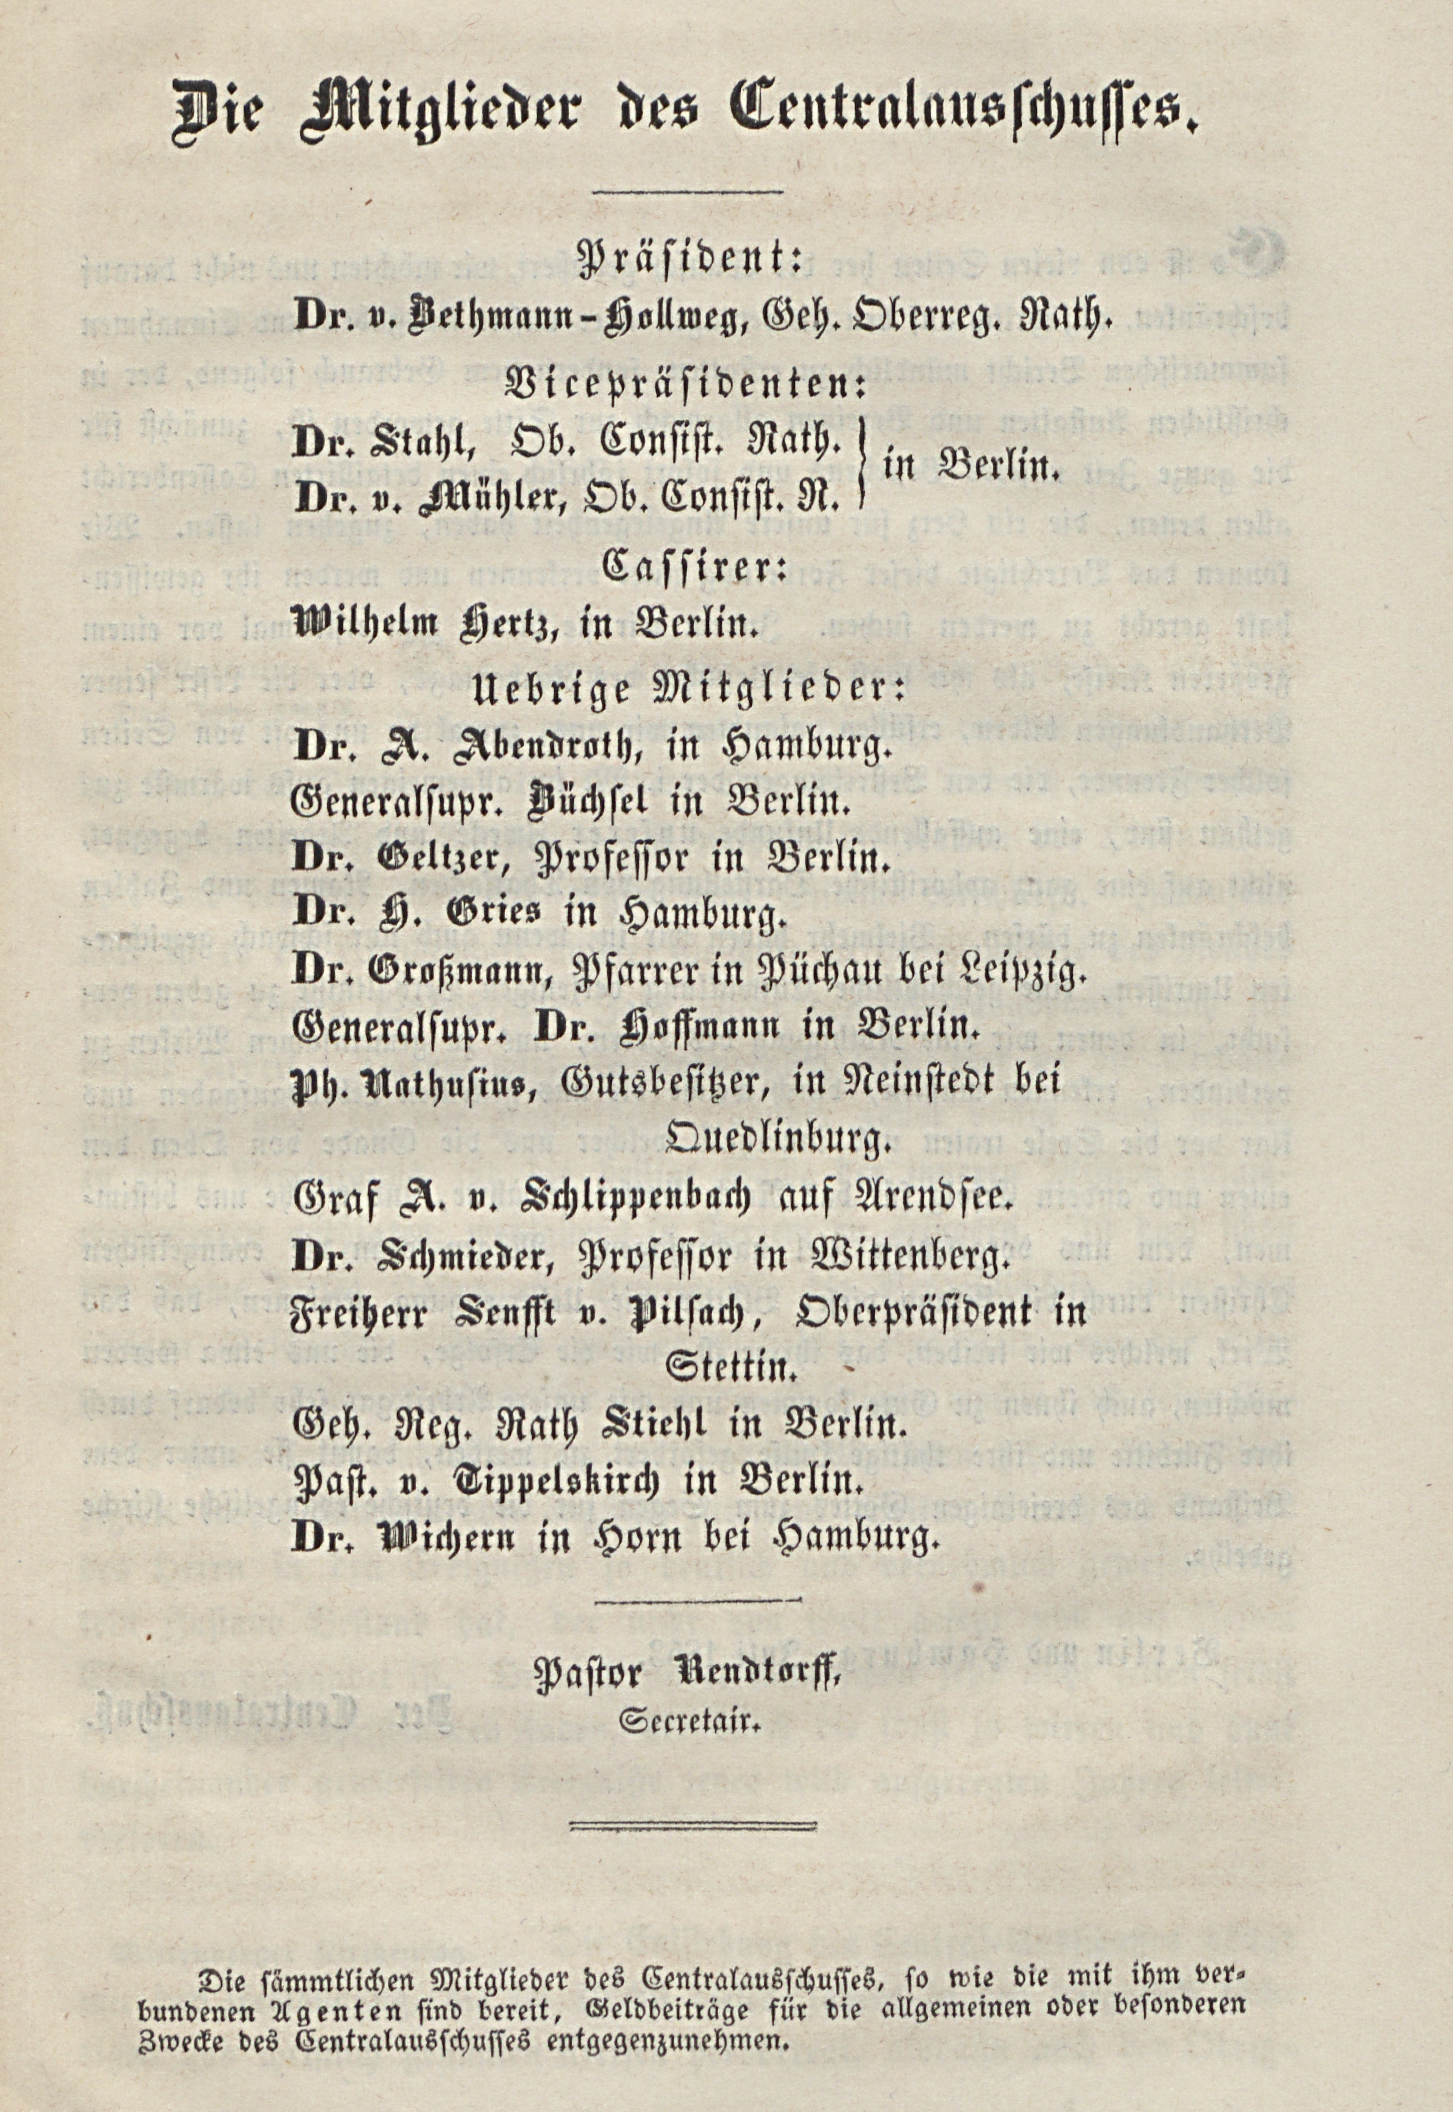 Die Mitglieder des Centralausschusses.
Präsident:
Dr. v. Bethmann-Hollweg, Geh. Oberreg. Rath.
Vicepräsidenten:
Dr. Stahl, Ob. Consist. Rath.
Dr. v. Mühler, Ob. Consist. R.
in Berlin.
Cassirer:
Wilhelm Hertz, in Berlin.
Uebrige Mitglieder:
Dr. A. Abendroth, in Hamburg.
Generalsupr. Büchsel in Berlin.
Dr. Geltzer, Professor in Berlin.
Dr. H. Gries in Hamburg.
Dr. Großmann, Pfarrer in Püchau bei Leipzig.
Generalsupr. Dr. Hoffmann in Berlin.
Ph. Nathusius, Gutsbesitzer, in Neinstedt bei
Quedlinburg.
Graf A. v. Schlippenbach auf Arendsee.
Dr. Schmieder, Professor in Wittenberg.
Freiherr Senfft v. Pilsach, Oberpräsident in
Stettin.
Geh. Reg. Rath Stiehl in Berlin.
Past. v. Tippelskirch in Berlin.
Dr. Wichern in Horn bei Hamburg.
Pastor Rendtorff,
Secretair.
Die sämmtlichen Mitglieder des Centralausschusses, so wie die mit ihm ver-
bundenen Agenten sind bereit, Geldbeiträge für die allgemeinen oder besonderen
Zwecke des Centralausschusses entgegenzunehmen.